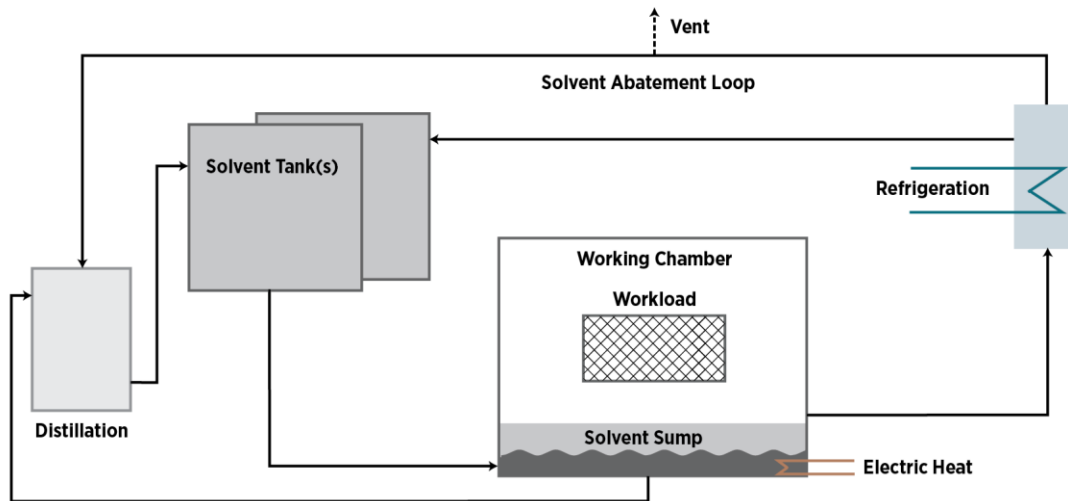 Vent
Solvent Abatement Loop
Solvent Tank(s)
Refrigeration
Working Chamber
Workload
Distillation
Solvent Sump
Electric Heat